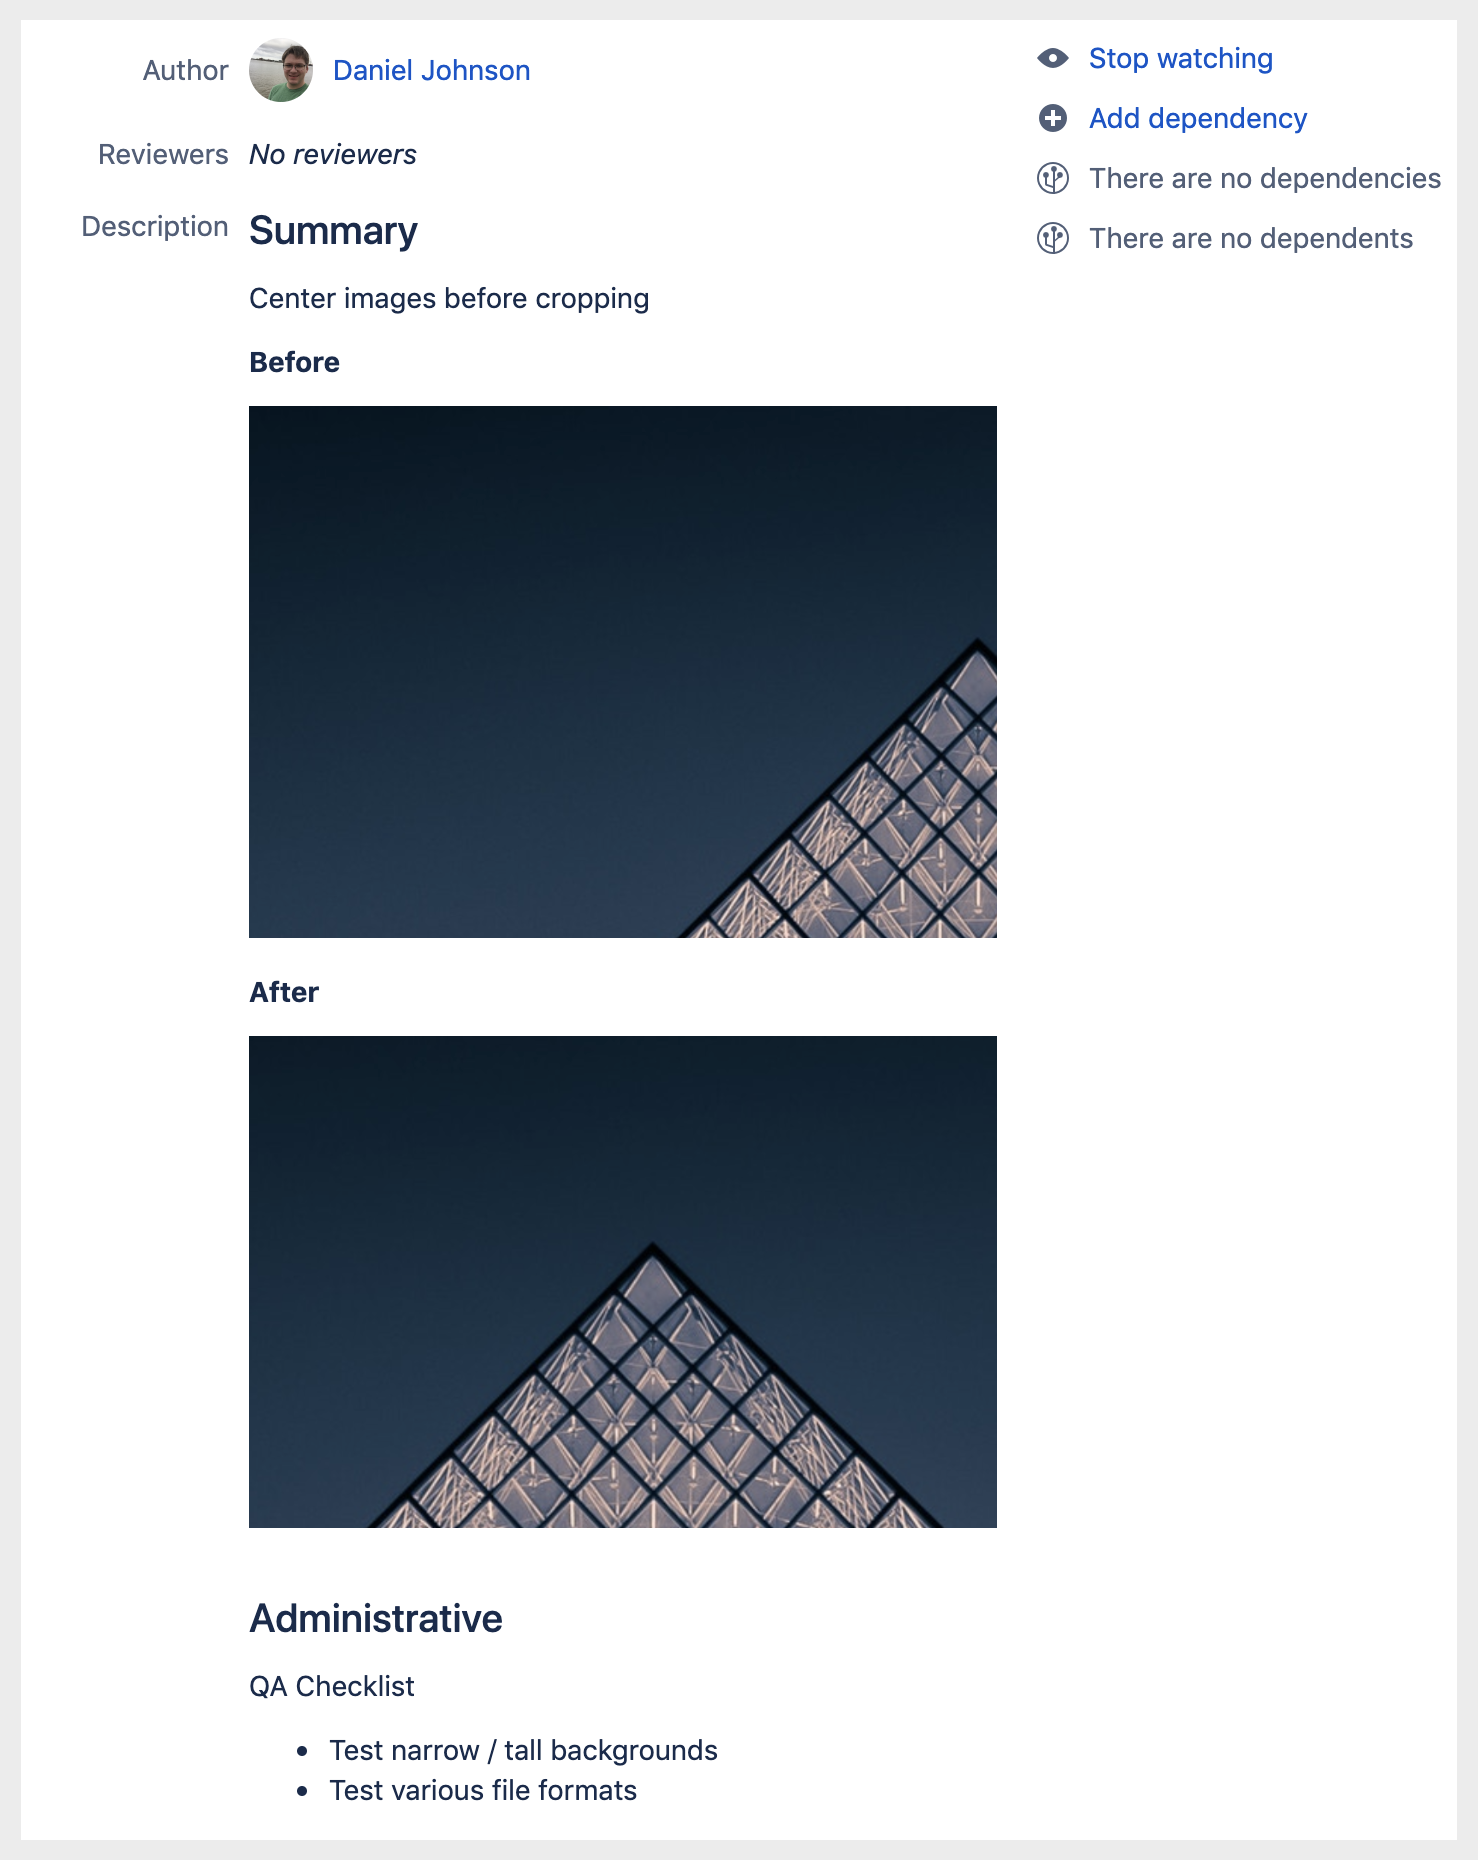 Author Daniel Johnson
Reviewers No reviewers
Description Summary
Center images before cropping
Before
After
Administrative
QA Checklist
Test narrow / tall backgrounds
Test various file formats
Stop watching
Add dependency
There are no dependencies
There are no dependents